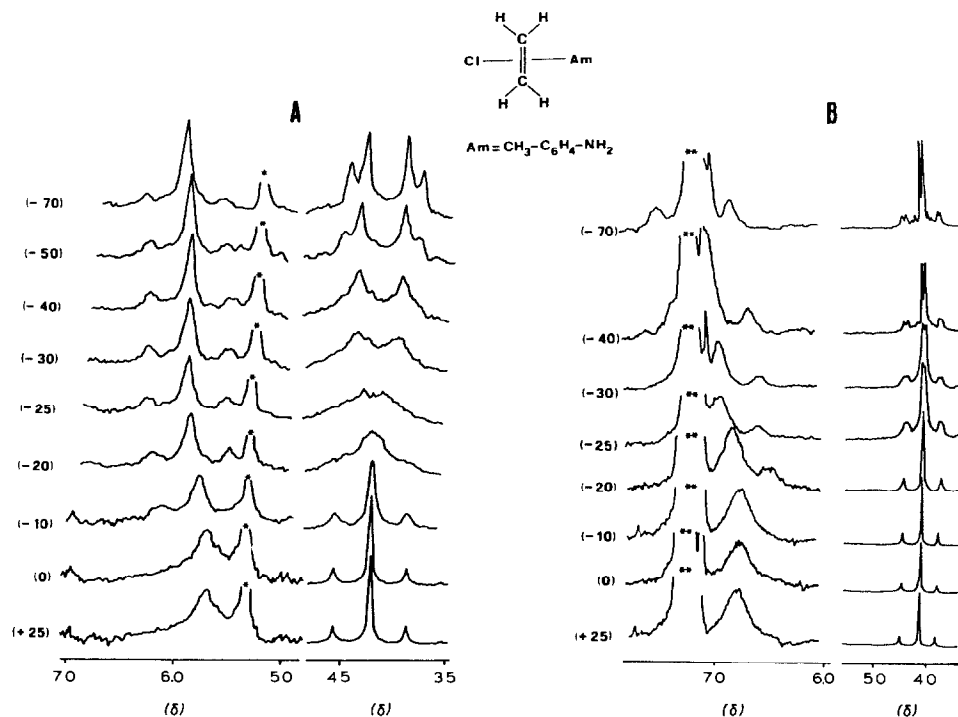 H H
C
Cl Am
C
H H
Am=CH₃-C₆H₄-NH₂
A
(- 70)
*
(- 50)
*
(- 40)
*
(- 30)
*
(- 25)
*
(- 20)
*
(- 10)
*
(0)
*
(+ 25)
*
7.0 6.0 5.0 4.5 3.5
(δ) (δ)
B
**
(- 70)
**
(- 40)
**
(- 30)
**
(- 25)
**
(- 20)
**
(- 10)
**
(0)
**
(+ 25)
7.0 6.0 5.0 4.0
(δ) (δ)